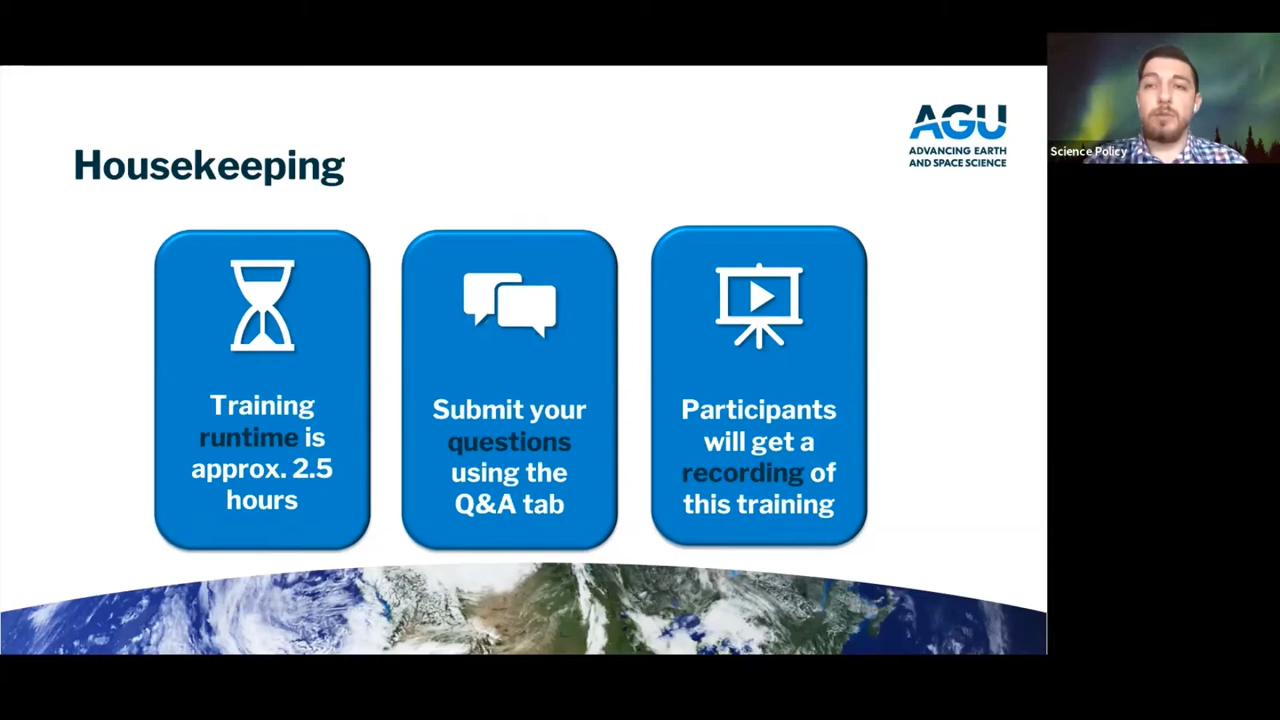 Housekeeping
AGU
ADVANCING EARTH
AND SPACE SCIENCE
Science Policy
Training
runtime is
approx. 2.5
hours
Submit your
questions
using the
Q&A tab
Participants
will get a
recording of
this training